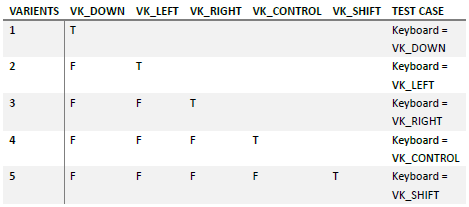 VARIENTS VK_DOWN VK_LEFT VK_RIGHT VK_CONTROL VK_SHIFT TEST CASE
1 T Keyboard =
VK_DOWN
2 F T Keyboard =
VK_LEFT
3 F F T Keyboard =
VK_RIGHT
4 F F F T Keyboard =
VK_CONTROL
5 F F F F T Keyboard =
VK_SHIFT